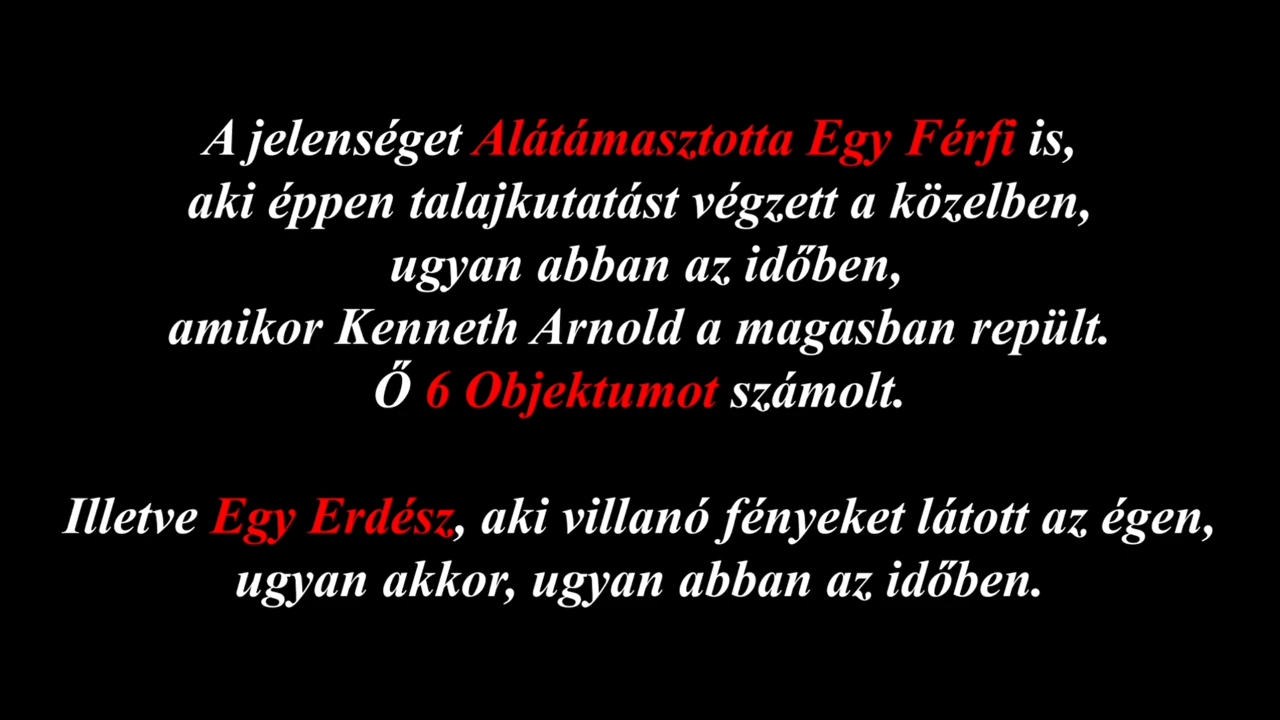 A jelenséget Alátámasztotta Egy Férfi is,
aki éppen talajkutatást végzett a közelben,
ugyan abban az időben,
amikor Kenneth Arnold a magasban repült.
Ő 6 Objektumot számolt.
Illetve Egy Erdész, aki villanó fényeket látott az égen,
ugyan akkor, ugyan abban az időben.